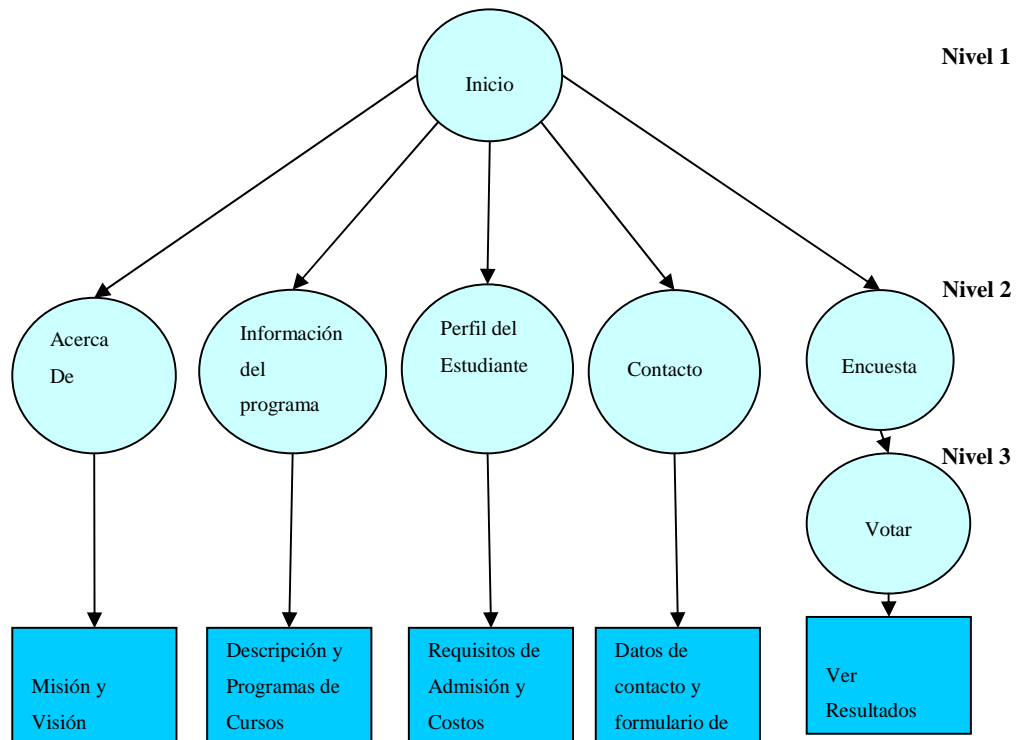 Nivel 1
Inicio
Nivel 2
Acerca
De
Información
del
programa
Perfil del
Estudiante
Contacto
Encuesta
Nivel 3
Votar
Misión y
Visión
Descripción y
Programas de
Cursos
Requisitos de
Admisión y
Costos
Datos de
contacto y
formulario de
Ver
Resultados